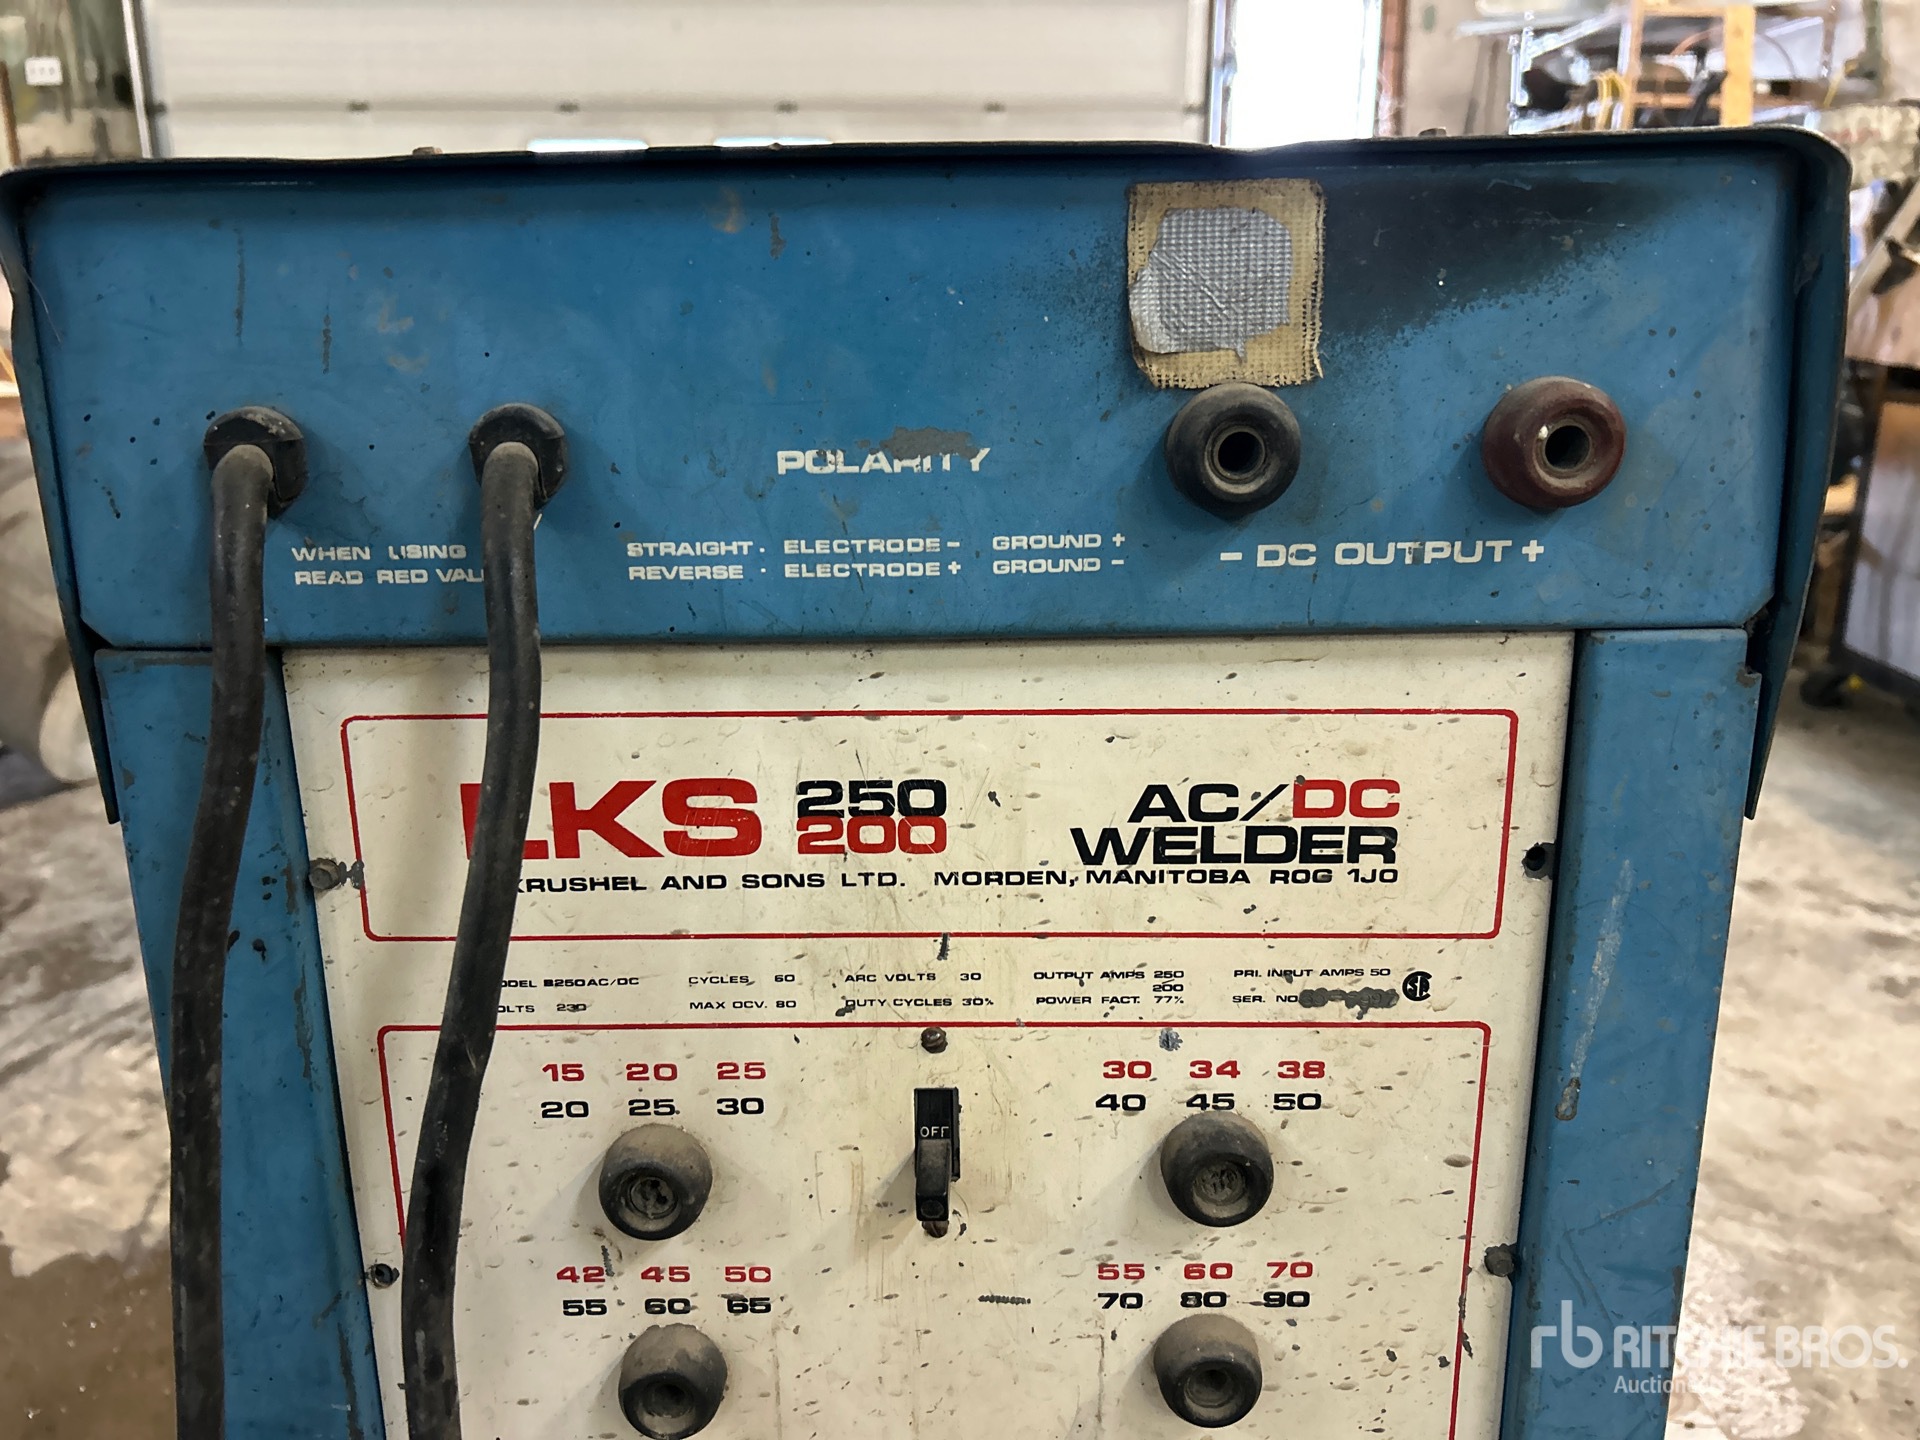 POLARITY
WHEN USING
READ RED
STRAIGHT . ELECTRODE - GROUND +
REVERSE . ELECTRODE + GROUND -
- DC OUTPUT +
LKS 250
200
AC/DC
WELDER
KRUSHEL AND SONS LTD. MORDEN, MANITOBA R0G 1J0
CYCLES 60 ARC VOLTS 30 OUTPUT AMPS 250 PRI. INPUT AMPS 50
200
230 MAX OCV. 80 DUTY CYCLES 30% POWER FACT. 77% SER. NO.
15 20 25
20 25 30
OFF
30 34 38
40 45 50
42 45 50
55 60 65
55 60 70
70 80 90
rb RITCHIE BROS.